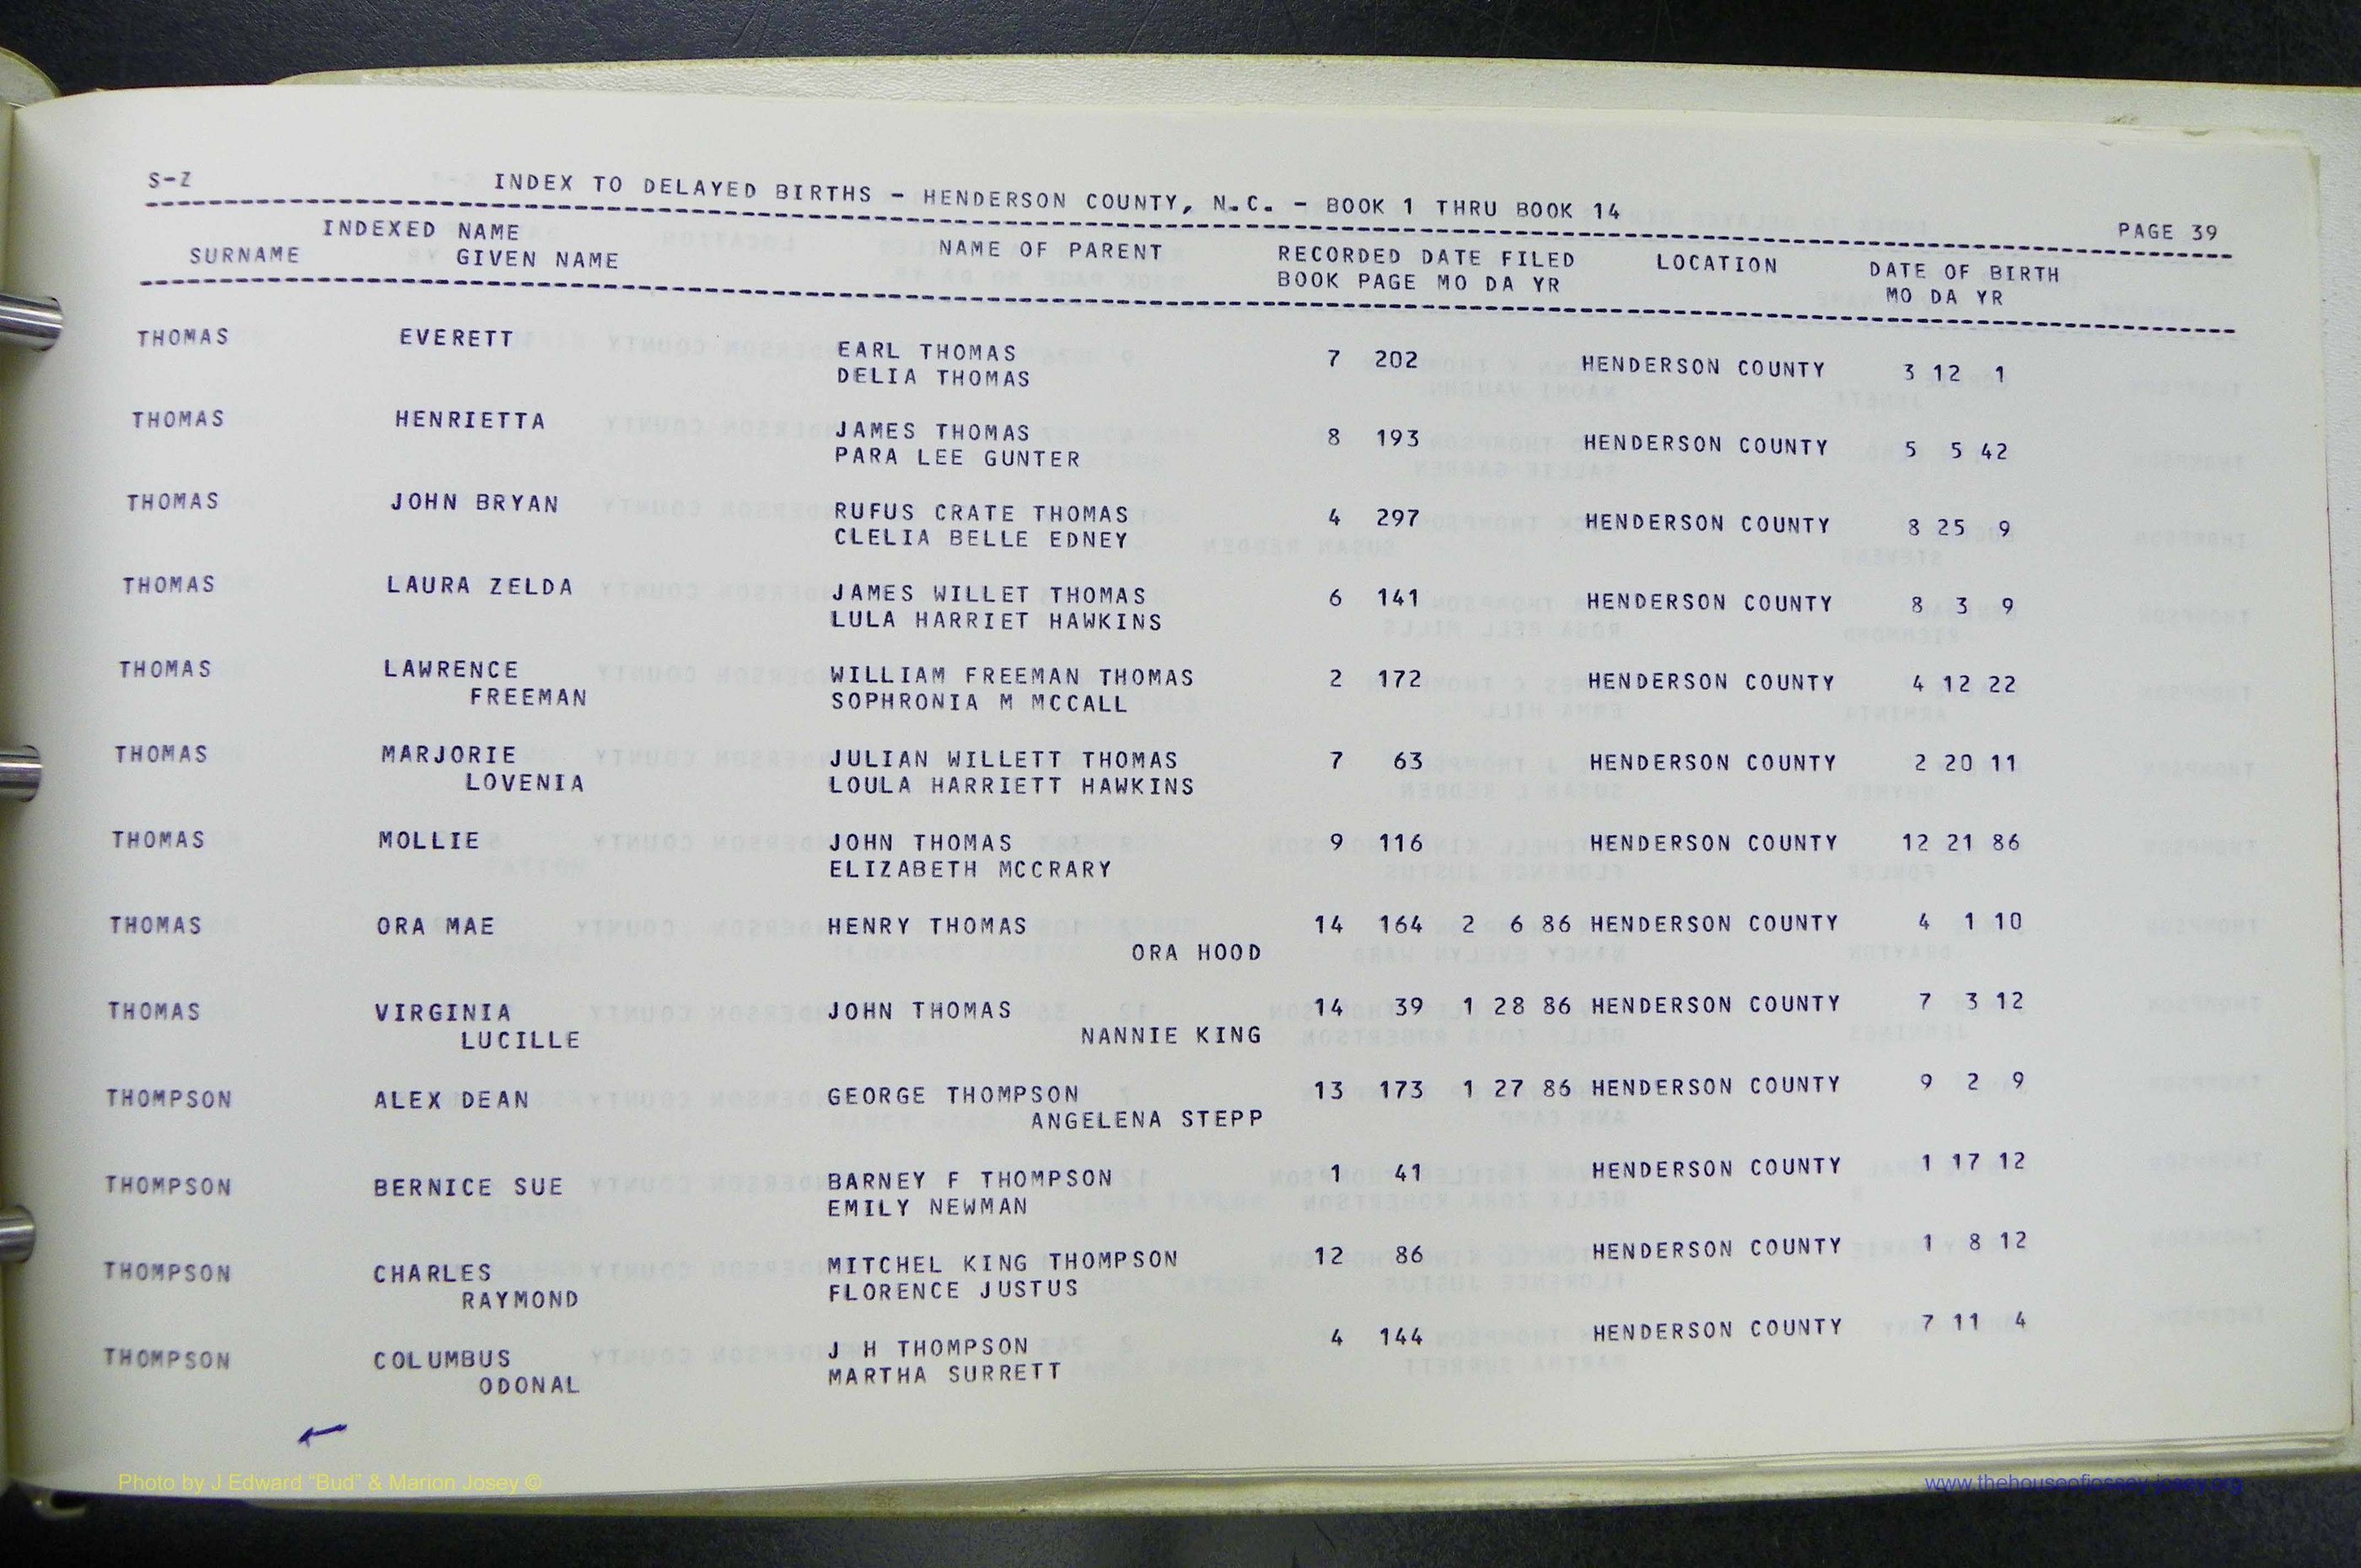 S-Z INDEX TO DELAYED BIRTHS - HENDERSON COUNTY, N.C. - BOOK 1 THRU BOOK 14 PAGE 39
INDEXED NAME NAME OF PARENT RECORDED DATE FILED LOCATION DATE OF BIRTH
SURNAME GIVEN NAME BOOK PAGE MO DA YR MO DA YR
THOMAS EVERETT EARL THOMAS 7 202 HENDERSON COUNTY 3 12 1
DELIA THOMAS
THOMAS HENRIETTA JAMES THOMAS 8 193 HENDERSON COUNTY 5 5 42
PARA LEE GUNTER
THOMAS JOHN BRYAN RUFUS CRATE THOMAS 4 297 HENDERSON COUNTY 8 25 9
CLELIA BELLE EDNEY
THOMAS LAURA ZELDA JAMES WILLET THOMAS 6 141 HENDERSON COUNTY 8 3 9
LULA HARRIET HAWKINS
THOMAS LAWRENCE WILLIAM FREEMAN THOMAS 2 172 HENDERSON COUNTY 4 12 22
FREEMAN SOPHRONIA M MCCALL
THOMAS MARJORIE JULIAN WILLETT THOMAS 7 63 HENDERSON COUNTY 2 20 11
LOVENIA LOULA HARRIETT HAWKINS
THOMAS MOLLIE JOHN THOMAS 9 116 HENDERSON COUNTY 12 21 86
ELIZABETH MCCRARY
THOMAS ORA MAE HENRY THOMAS 14 164 2 6 86 HENDERSON COUNTY 4 1 10
ORA HOOD
THOMAS VIRGINIA JOHN THOMAS 14 39 1 28 86 HENDERSON COUNTY 7 3 12
LUCILLE NANNIE KING
THOMPSON ALEX DEAN GEORGE THOMPSON 13 173 1 27 86 HENDERSON COUNTY 9 2 9
ANGELENA STEPP
THOMPSON BERNICE SUE BARNEY F THOMPSON 1 41 HENDERSON COUNTY 1 17 12
EMILY NEWMAN
THOMPSON CHARLES MITCHEL KING THOMPSON 12 86 HENDERSON COUNTY 1 8 12
RAYMOND FLORENCE JUSTUS
THOMPSON COLUMBUS J H THOMPSON 4 144 HENDERSON COUNTY 7 11 4
ODONAL MARTHA SURRETT
Photo by J Edward “Bud” & Marion Josey © www.thehouseofjossey-josey.org